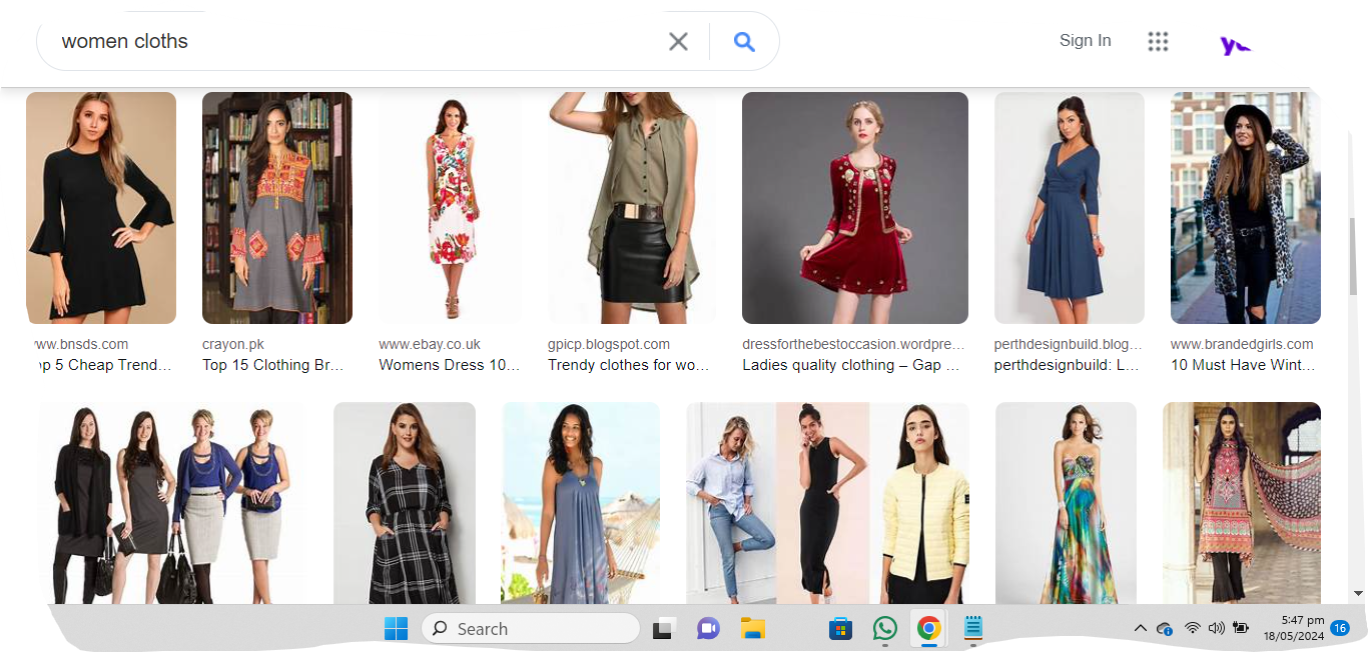 women cloths
Sign In
www.bnsds.com
p 5 Cheap Trend...
crayon.pk
Top 15 Clothing Br...
www.ebay.co.uk
Womens Dress 10...
gpicp.blogspot.com
Trendy clothes for wo...
dressforthebestoccasion.wordpre...
Ladies quality clothing – Gap ...
perthdesignbuild.blog...
perthdesignbuild: L...
www.brandedgirls.com
10 Must Have Wint...
Search
5:47 pm
18/05/2024
16